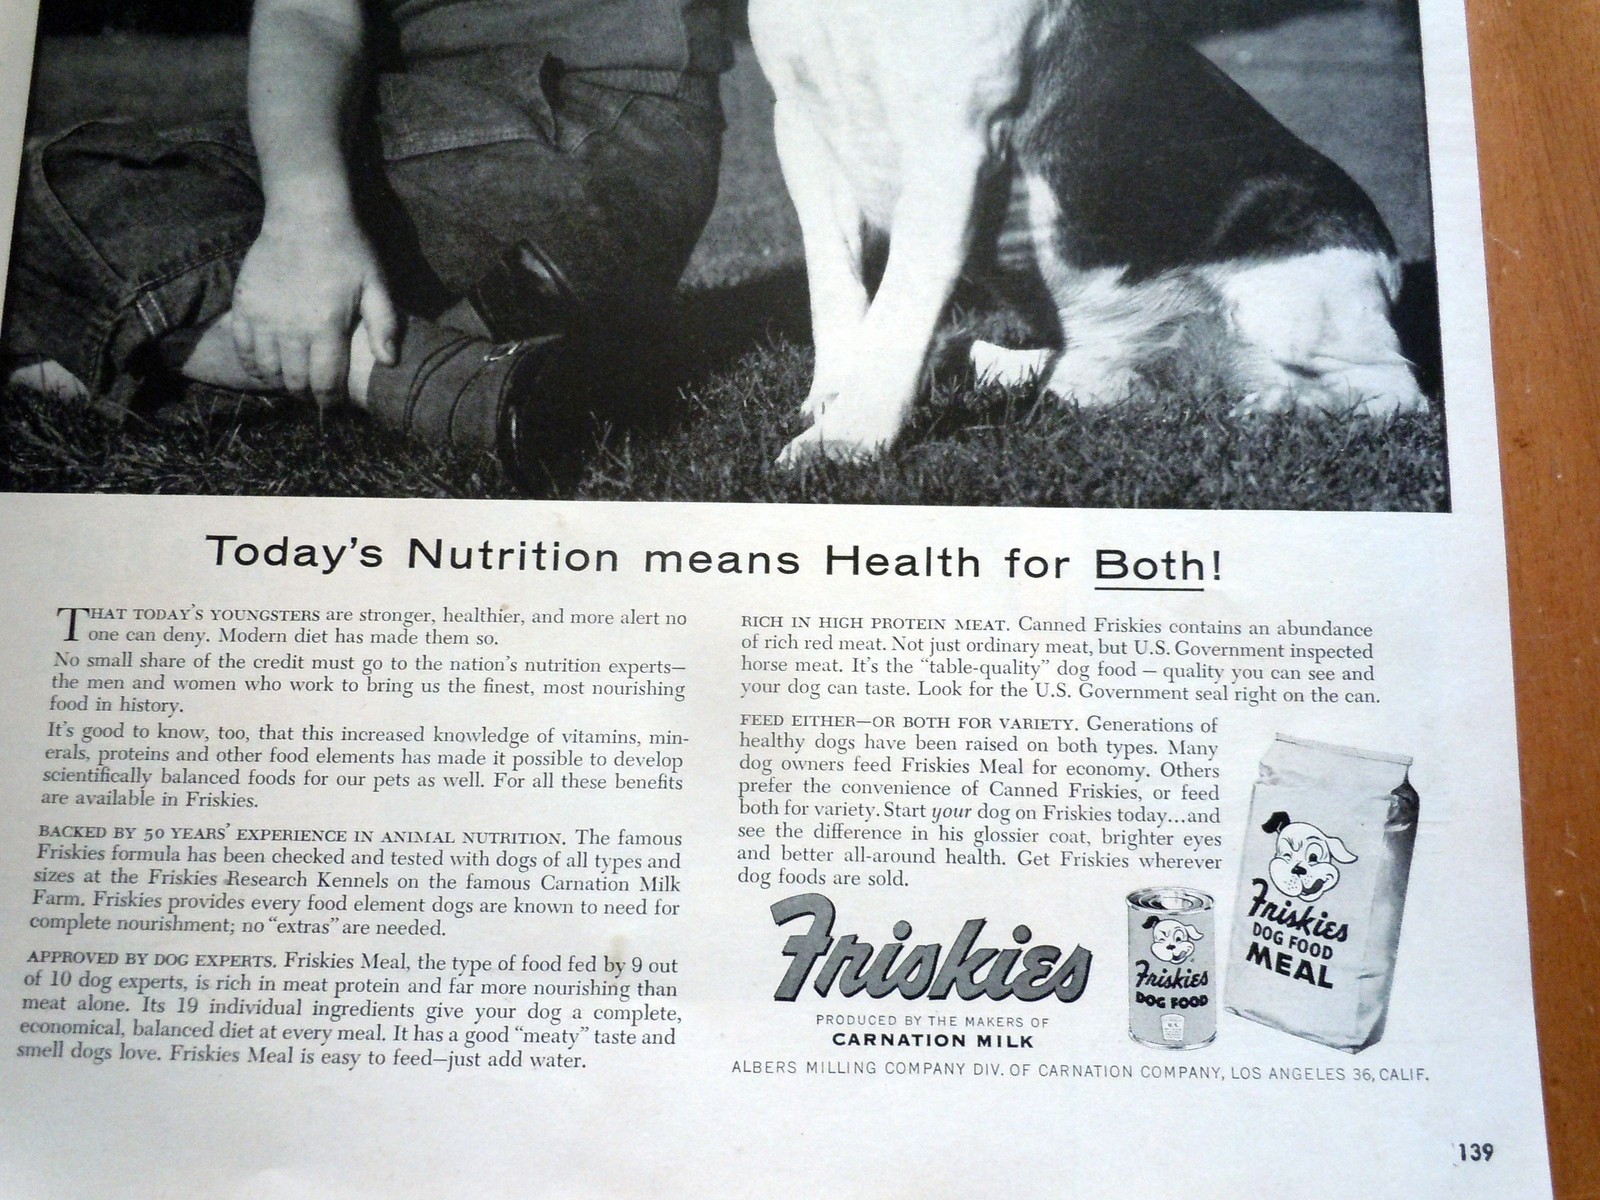 Today's Nutrition means Health for Both!
THAT TODAY'S YOUNGSTERS are stronger, healthier, and more alert no
one can deny. Modern diet has made them so.
No small share of the credit must go to the nation's nutrition experts—
the men and women who work to bring us the finest, most nourishing
food in history.
It's good to know, too, that this increased knowledge of vitamins, min-
erals, proteins and other food elements has made it possible to develop
scientifically balanced foods for our pets as well. For all these benefits
are available in Friskies.
BACKED BY 50 YEARS' EXPERIENCE IN ANIMAL NUTRITION. The famous
Friskies formula has been checked and tested with dogs of all types and
sizes at the Friskies Research Kennels on the famous Carnation Milk
Farm. Friskies provides every food element dogs are known to need for
complete nourishment; no "extras" are needed.
APPROVED BY DOG EXPERTS. Friskies Meal, the type of food fed by 9 out
of 10 dog experts, is rich in meat protein and far more nourishing than
meat alone. Its 19 individual ingredients give your dog a complete,
economical, balanced diet at every meal. It has a good "meaty" taste and
smell dogs love. Friskies Meal is easy to feed—just add water.
RICH IN HIGH PROTEIN MEAT. Canned Friskies contains an abundance
of rich red meat. Not just ordinary meat, but U.S. Government inspected
horse meat. It's the "table-quality" dog food — quality you can see and
your dog can taste. Look for the U.S. Government seal right on the can.
FEED EITHER—OR BOTH FOR VARIETY. Generations of
healthy dogs have been raised on both types. Many
dog owners feed Friskies Meal for economy. Others
prefer the convenience of Canned Friskies, or feed
both for variety. Start your dog on Friskies today...and
see the difference in his glossier coat, brighter eyes
and better all-around health. Get Friskies wherever
dog foods are sold.
Friskies
PRODUCED BY THE MAKERS OF
CARNATION MILK
Friskies
DOG FOOD
Friskies
DOG FOOD
MEAL
ALBERS MILLING COMPANY DIV. OF CARNATION COMPANY, LOS ANGELES 36, CALIF.
139